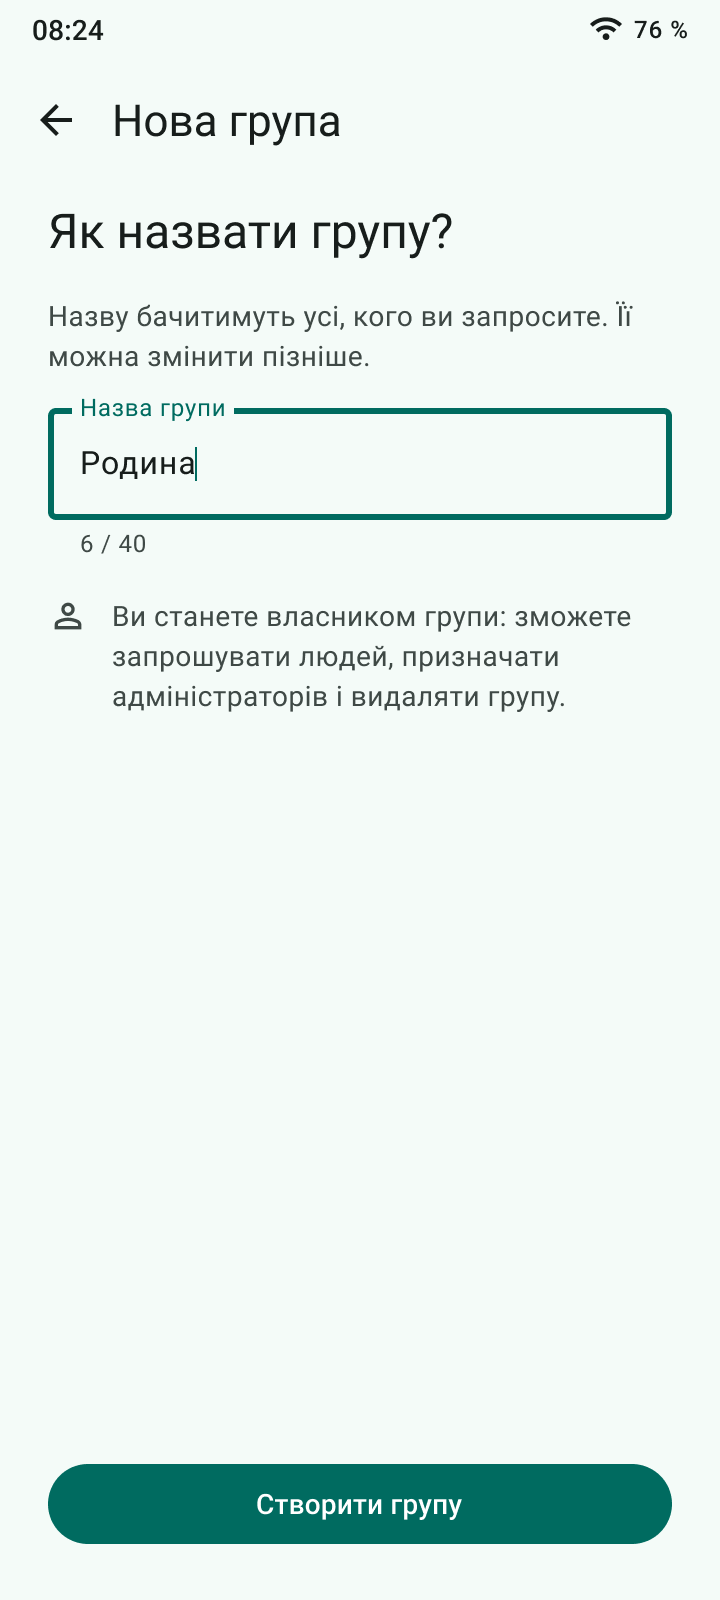 08:24
76 %
Нова група
Як назвати групу?
Назву бачитимуть усі, кого ви запросите. Її
можна змінити пізніше.
Назва групи
Родина
6 / 40
Ви станете власником групи: зможете
запрошувати людей, призначати
адміністраторів і видаляти групу.
Створити групу